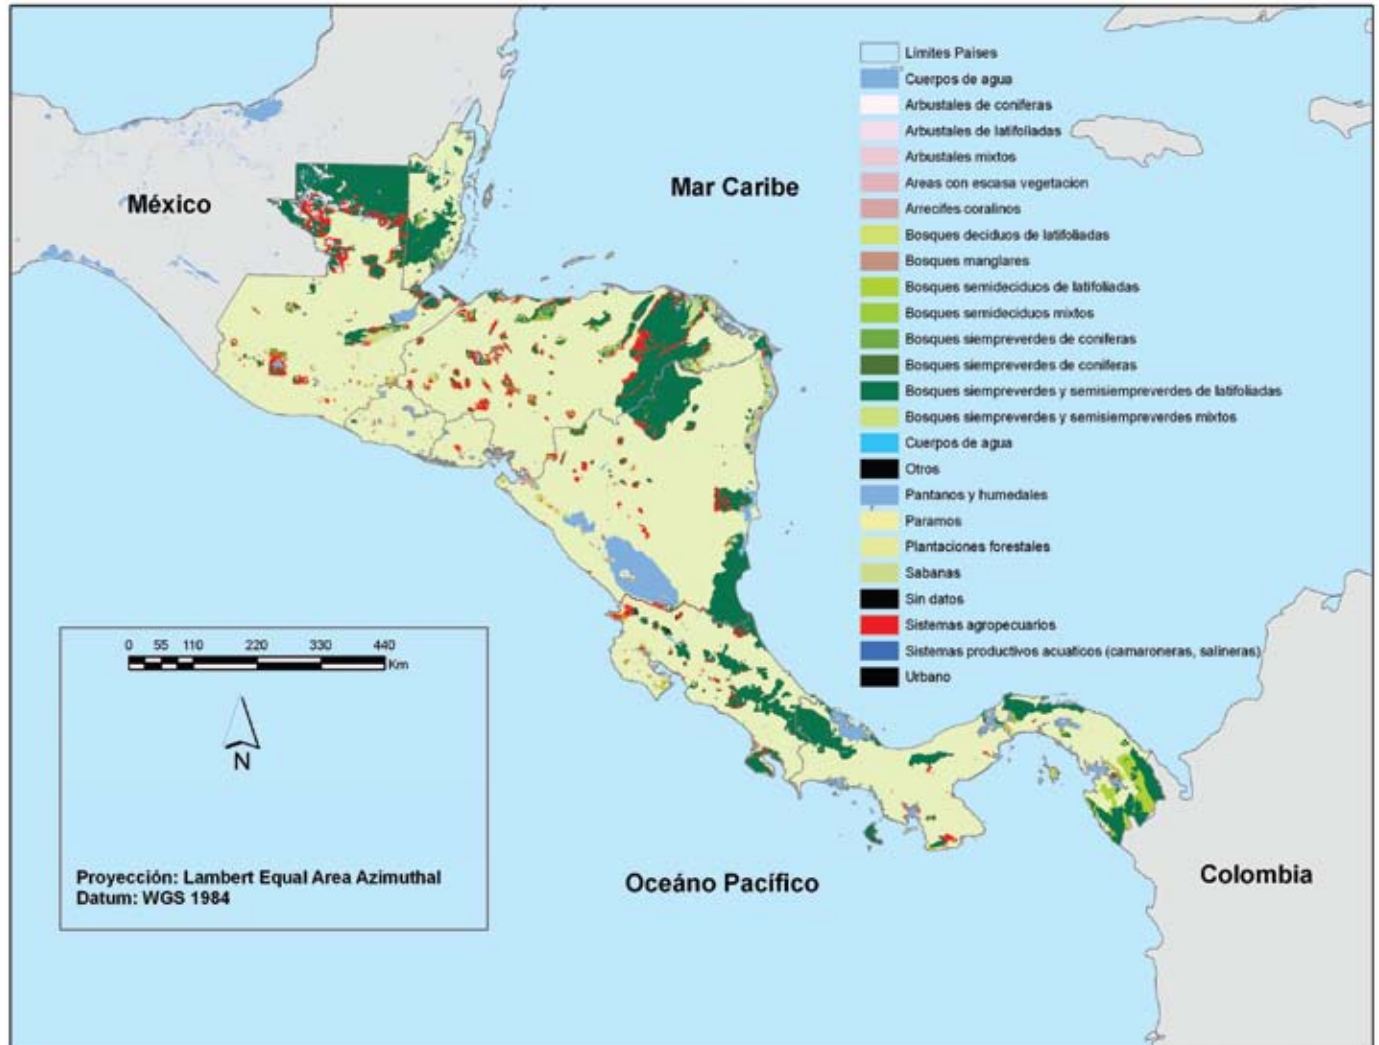 México
Mar Caribe
Límites Países
Cuerpos de agua
Arbustales de coniferas
Arbustales de latifoliadas
Arbustales mixtos
Areas con escasa vegetacion
Arrecifes coralinos
Bosques deciduos de latifoliadas
Bosques manglares
Bosques semideciduos de latifoliadas
Bosques semideciduos mixtos
Bosques siempreverdes de coniferas
Bosques siempreverdes de coniferas
Bosques siempreverdes y semisiempreverdes de latifoliadas
Bosques siempreverdes y semisiempreverdes mixtos
Cuerpos de agua
Otros
Pantanos y humedales
Paramos
Plantaciones forestales
Sabanas
Sin datos
Sistemas agropecuarios
Sistemas productivos acuaticos (camaroneras, salineras)
Urbano
0 55 110 220 330 440
Km
N
Proyección: Lambert Equal Area Azimuthal
Datum: WGS 1984
Oceáno Pacífico
Colombia